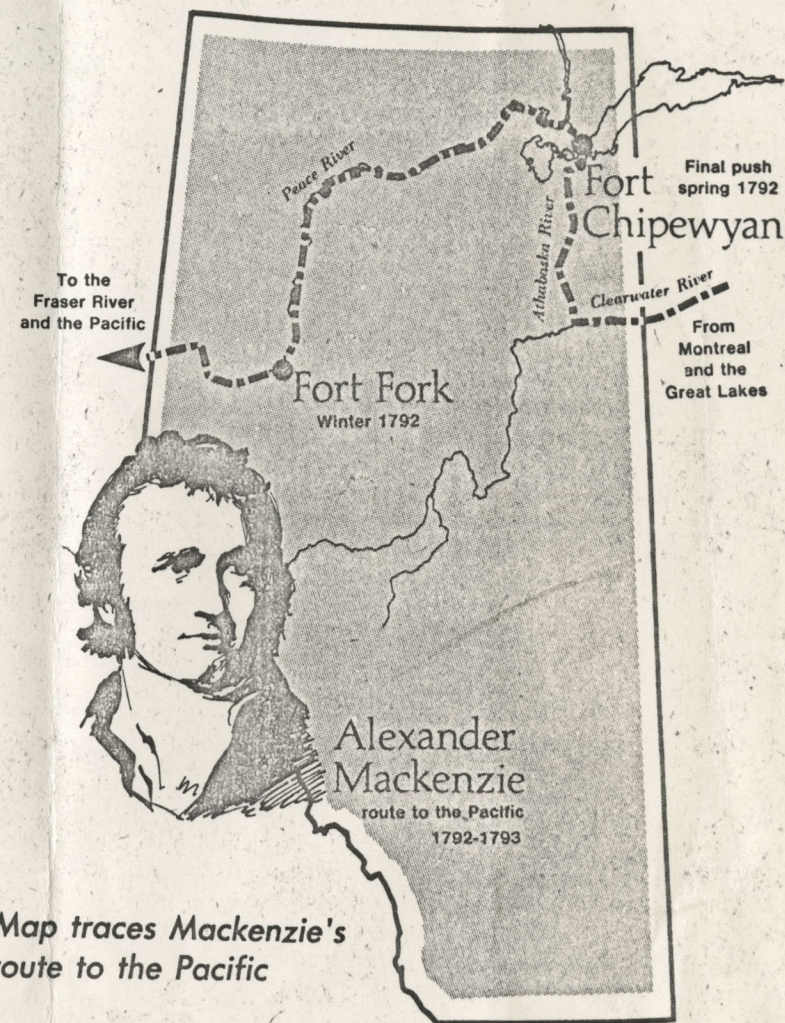 Peace River
Fort
Chipewyan
Final push
spring 1792
Athabaska River
Clearwater River
From
Montreal
and the
Great Lakes
To the
Fraser River
and the Pacific
Fort Fork
Winter 1792
Alexander
Mackenzie
route to the Pacific
1792-1793
Map traces Mackenzie's
route to the Pacific